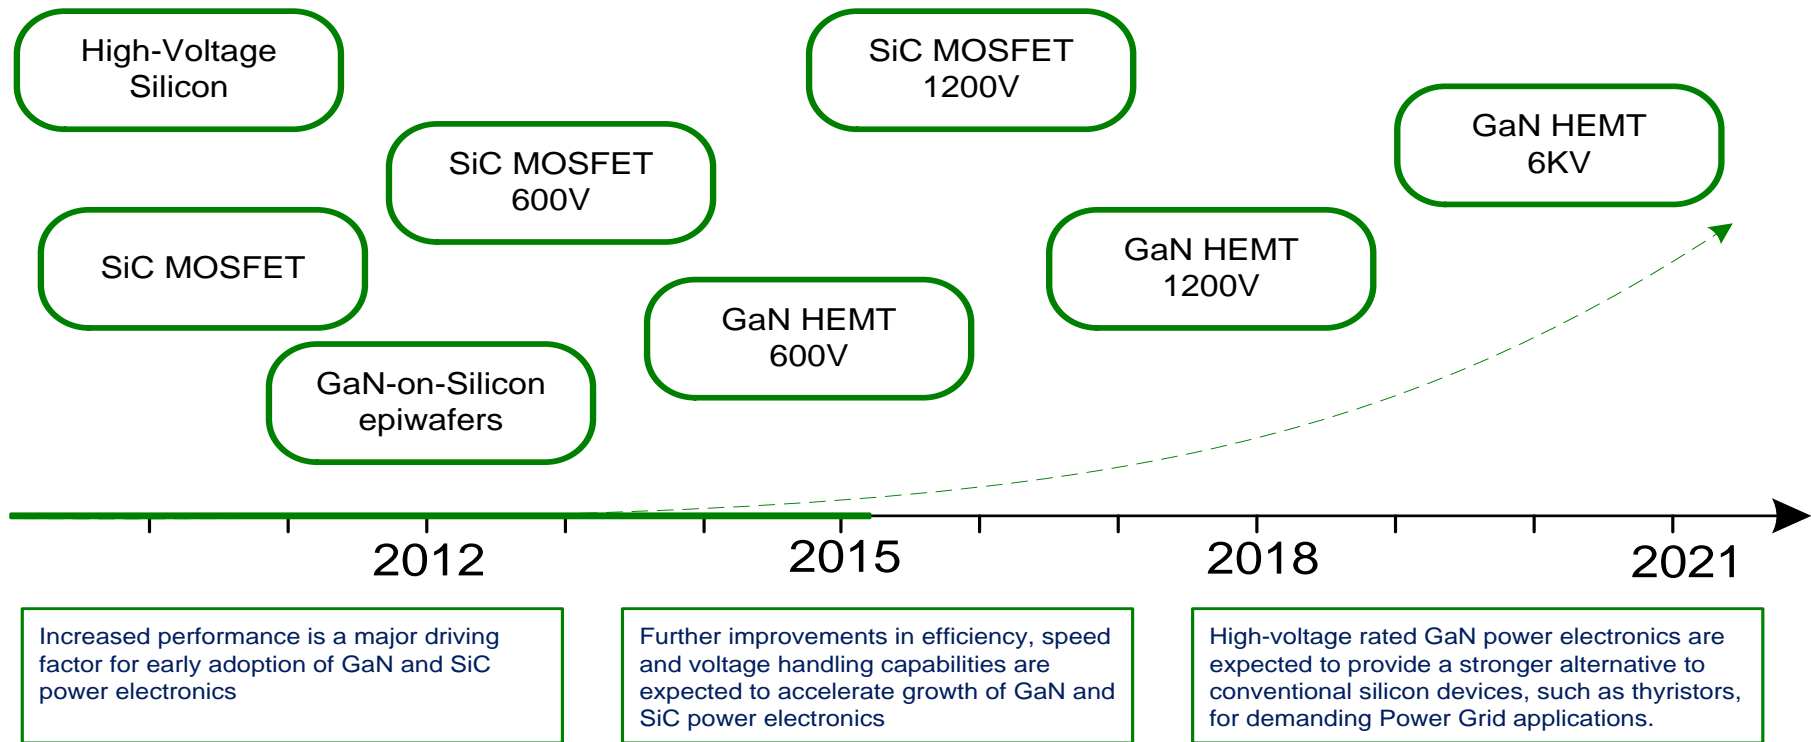 High-Voltage
Silicon
SiC MOSFET
1200V
GaN HEMT
6KV
SiC MOSFET
600V
SiC MOSFET
GaN HEMT
1200V
GaN HEMT
600V
GaN-on-Silicon
epiwafers
2012
2015
2018
2021
Increased performance is a major driving
factor for early adoption of GaN and SiC
power electronics
Further improvements in efficiency, speed
and voltage handling capabilities are
expected to accelerate growth of GaN and
SiC power electronics
High-voltage rated GaN power electronics are
expected to provide a stronger alternative to
conventional silicon devices, such as thyristors,
for demanding Power Grid applications.